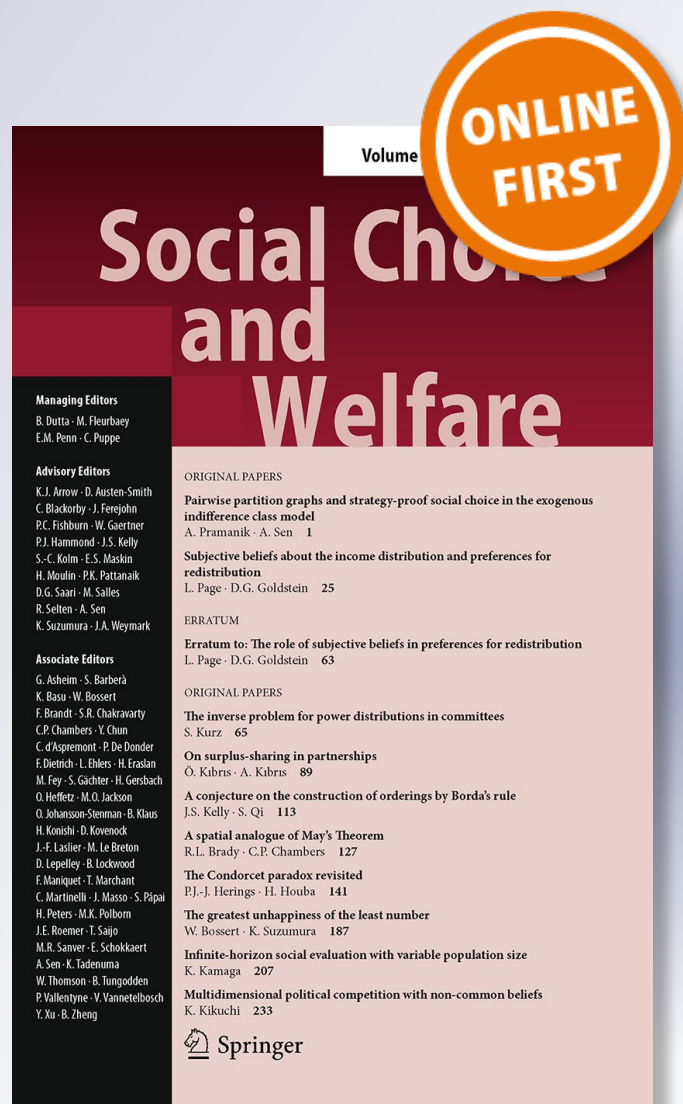 ONLINE
FIRST
Volume
Social
and
Welfare
Managing Editors
B. Dutta · M. Fleurbaey
E.M. Penn · C. Puppe
Advisory Editors
K.J. Arrow · D. Austen-Smith
C. Blackorby · J. Ferejohn
P.C. Fishburn · W. Gaertner
P.J. Hammond · J.S. Kelly
S.-C. Kolm · E.S. Maskin
H. Moulin · P.K. Pattanaik
D.G. Saari · M. Salles
R. Selten · A. Sen
K. Suzumura · J.A. Weymark
Associate Editors
G. Asheim · S. Barberà
K. Basu · W. Bossert
F. Brandt · S.R. Chakravarty
C.P. Chambers · Y. Chun
C. d'Aspremont · P. De Donder
F. Dietrich · L. Ehlers · H. Eraslan
M. Fey · S. Gächter · H. Gersbach
O. Heffetz · M.O. Jackson
O. Johansson-Stenman · B. Klaus
H. Konishi · D. Kovenock
J.-F. Laslier · M. Le Breton
D. Lepelley · B. Lockwood
F. Maniquet · T. Marchant
C. Martinelli · J. Masso · S. Pápai
H. Peters · M.K. Polborn
J.E. Roemer · T. Saijo
M.R. Sanver · E. Schokkaert
A. Sen · K. Tadenuma
W. Thomson · B. Tungodden
P. Vallentyne · V. Vannetelbosch
Y. Xu · B. Zheng
ORIGINAL PAPERS
Pairwise partition graphs and strategy-proof social choice in the exogenous
indifference class model
A. Pramanik · A. Sen 1
Subjective beliefs about the income distribution and preferences for
redistribution
L. Page · D.G. Goldstein 25
ERRATUM
Erratum to: The role of subjective beliefs in preferences for redistribution
L. Page · D.G. Goldstein 63
ORIGINAL PAPERS
The inverse problem for power distributions in committees
S. Kurz 65
On surplus-sharing in partnerships
Ö. Kıbrıs · A. Kıbrıs 89
A conjecture on the construction of orderings by Borda's rule
J.S. Kelly · S. Qi 113
A spatial analogue of May's Theorem
R.L. Brady · C.P. Chambers 127
The Condorcet paradox revisited
P.J.-J. Herings · H. Houba 141
The greatest unhappiness of the least number
W. Bossert · K. Suzumura 187
Infinite-horizon social evaluation with variable population size
K. Kamaga 207
Multidimensional political competition with non-common beliefs
K. Kikuchi 233
Springer